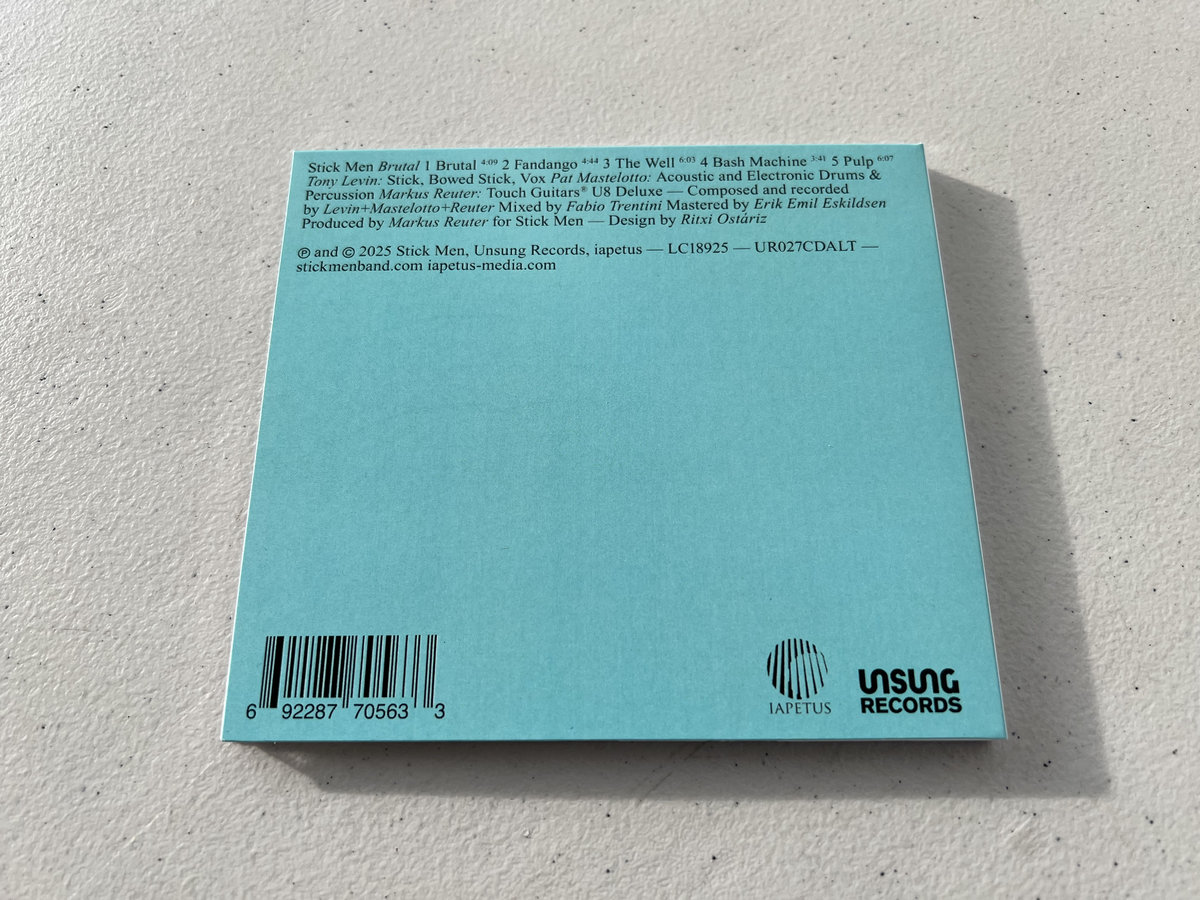 Stick Men Brutal 1 Brutal 4:09 2 Fandango 4:44 3 The Well 6:03 4 Bash Machine 3:41 5 Pulp 6:07
Tony Levin: Stick, Bowed Stick, Vox Pat Mastelotto: Acoustic and Electronic Drums &
Percussion Markus Reuter: Touch Guitars® U8 Deluxe — Composed and recorded
by Levin+Mastelotto+Reuter Mixed by Fabio Trentini Mastered by Erik Emil Eskildsen
Produced by Markus Reuter for Stick Men — Design by Ritxi Ostáriz
℗ and © 2025 Stick Men, Unsung Records, iapetus — LC18925 — UR027CDALT —
stickmenband.com iapetus-media.com
6 92287 70563 3
IAPETUS
UNSUNG
RECORDS